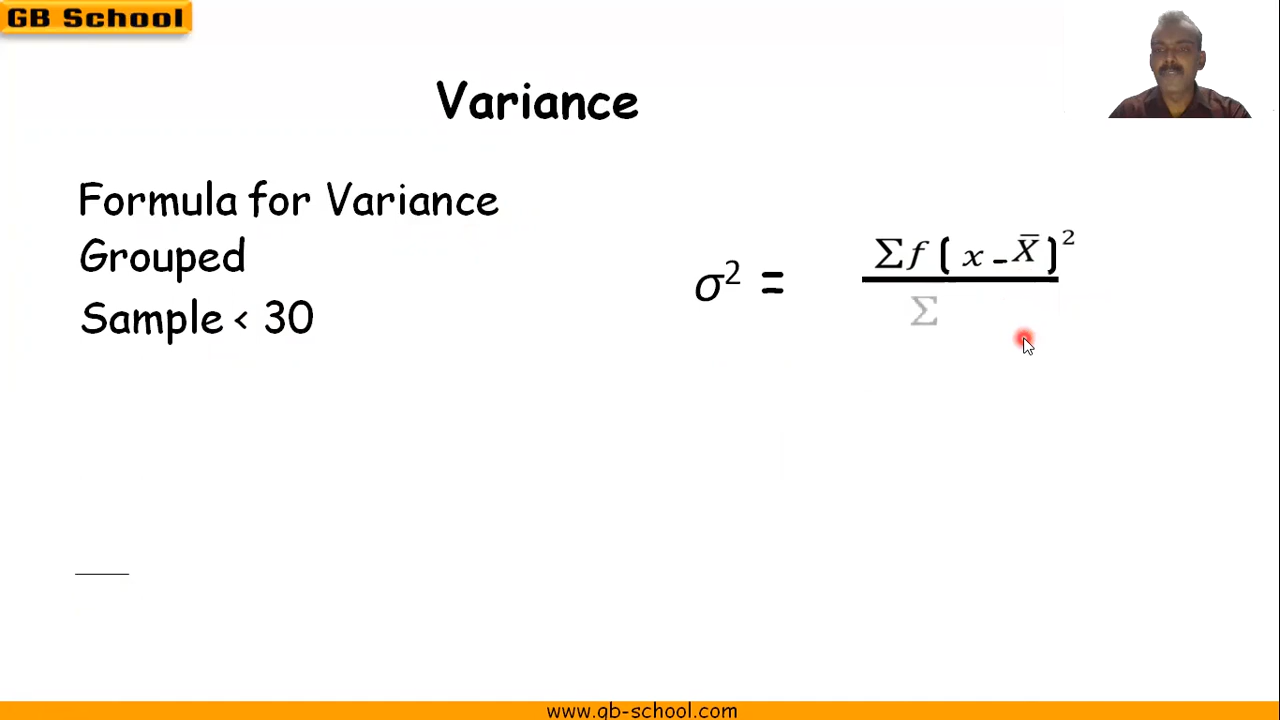 GB School
Variance
Formula for Variance
Grouped
Sample < 30
σ² = Σf(x - X̄)² / Σ
www.gb-school.com